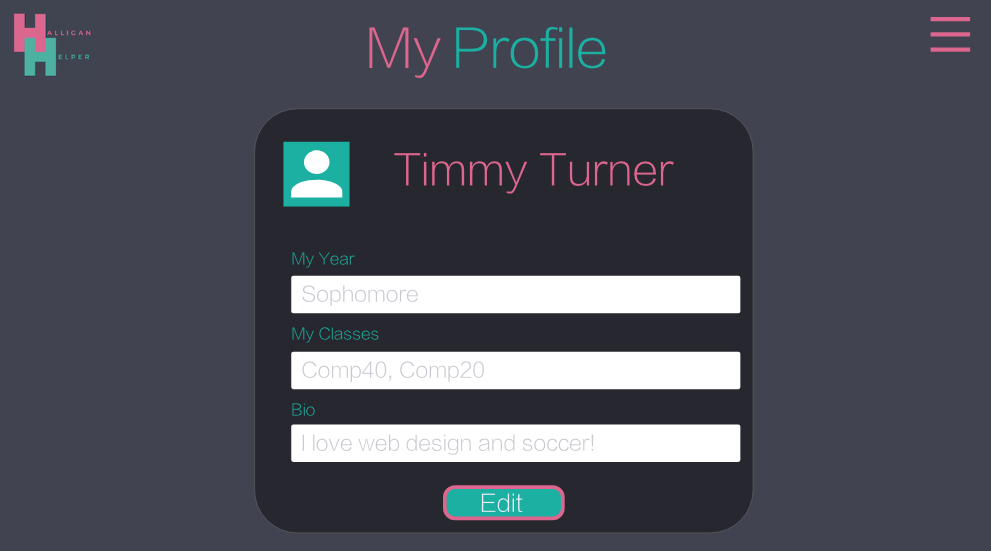 HALLIGAN
HELPER
My Profile
Timmy Turner
My Year
Sophomore
My Classes
Comp40, Comp20
Bio
I love web design and soccer!
Edit